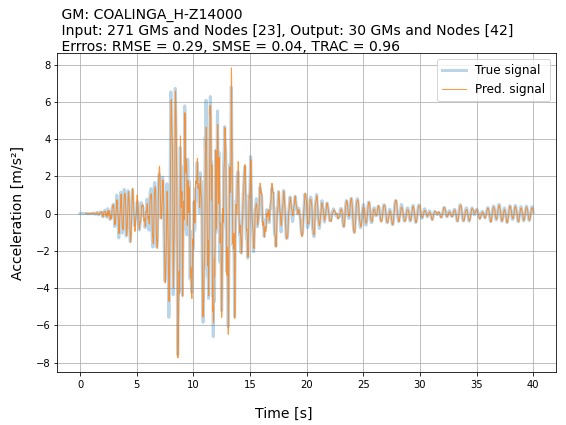 GM: COALINGA_H-Z14000
Input: 271 GMs and Nodes [23], Output: 30 GMs and Nodes [42]
Errros: RMSE = 0.29, SMSE = 0.04, TRAC = 0.96
True signal
Pred. signal
Acceleration [m/s²]
8
6
4
2
0
−2
−4
−6
−8
0
5
10
15
20
25
30
35
40
Time [s]